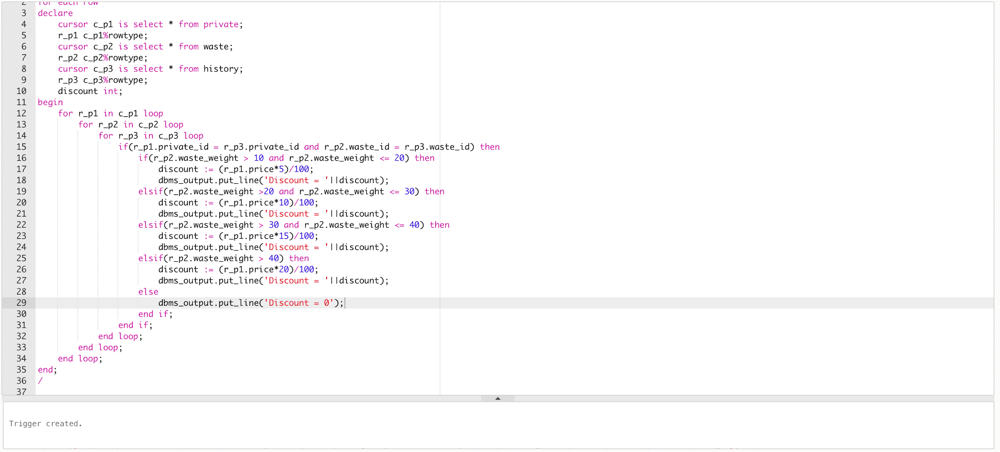 2 for each row
3 declare
4 cursor c_p1 is select * from private;
5 r_p1 c_p1%rowtype;
6 cursor c_p2 is select * from waste;
7 r_p2 c_p2%rowtype;
8 cursor c_p3 is select * from history;
9 r_p3 c_p3%rowtype;
10 discount int;
11 begin
12 for r_p1 in c_p1 loop
13 for r_p2 in c_p2 loop
14 for r_p3 in c_p3 loop
15 if(r_p1.private_id = r_p3.private_id and r_p2.waste_id = r_p3.waste_id) then
16 if(r_p2.waste_weight > 10 and r_p2.waste_weight <= 20) then
17 discount := (r_p1.price*5)/100;
18 dbms_output.put_line('Discount = '||discount);
19 elsif(r_p2.waste_weight >20 and r_p2.waste_weight <= 30) then
20 discount := (r_p1.price*10)/100;
21 dbms_output.put_line('Discount = '||discount);
22 elsif(r_p2.waste_weight > 30 and r_p2.waste_weight <= 40) then
23 discount := (r_p1.price*15)/100;
24 dbms_output.put_line('Discount = '||discount);
25 elsif(r_p2.waste_weight > 40) then
26 discount := (r_p1.price*20)/100;
27 dbms_output.put_line('Discount = '||discount);
28 else
29 dbms_output.put_line('Discount = 0');
30 end if;
31 end if;
32 end loop;
33 end loop;
34 end loop;
35 end;
36 /
37
Trigger created.